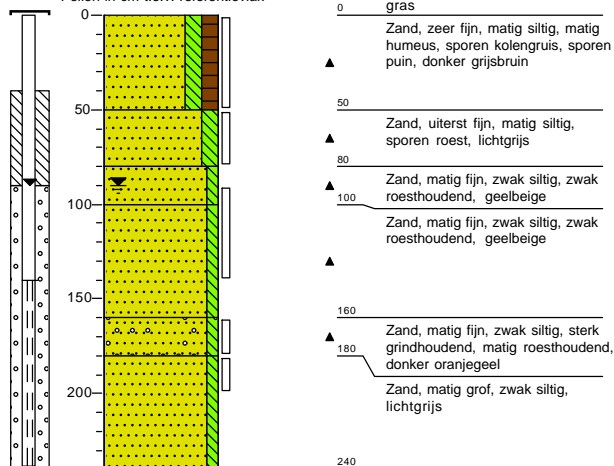 0
50
100
150
200
0
gras
Zand, zeer fijn, matig siltig, matig
humeus, sporen kolengruis, sporen
puin, donker grijsbruin
50
Zand, uiterst fijn, matig siltig,
sporen roest, lichtgrijs
80
Zand, matig fijn, zwak siltig, zwak
roesthoudend, geelbeige
100
Zand, matig fijn, zwak siltig, zwak
roesthoudend, geelbeige
160
Zand, matig fijn, zwak siltig, sterk
grindhoudend, matig roesthoudend,
donker oranjegeel
180
Zand, matig grof, zwak siltig,
lichtgrijs
240